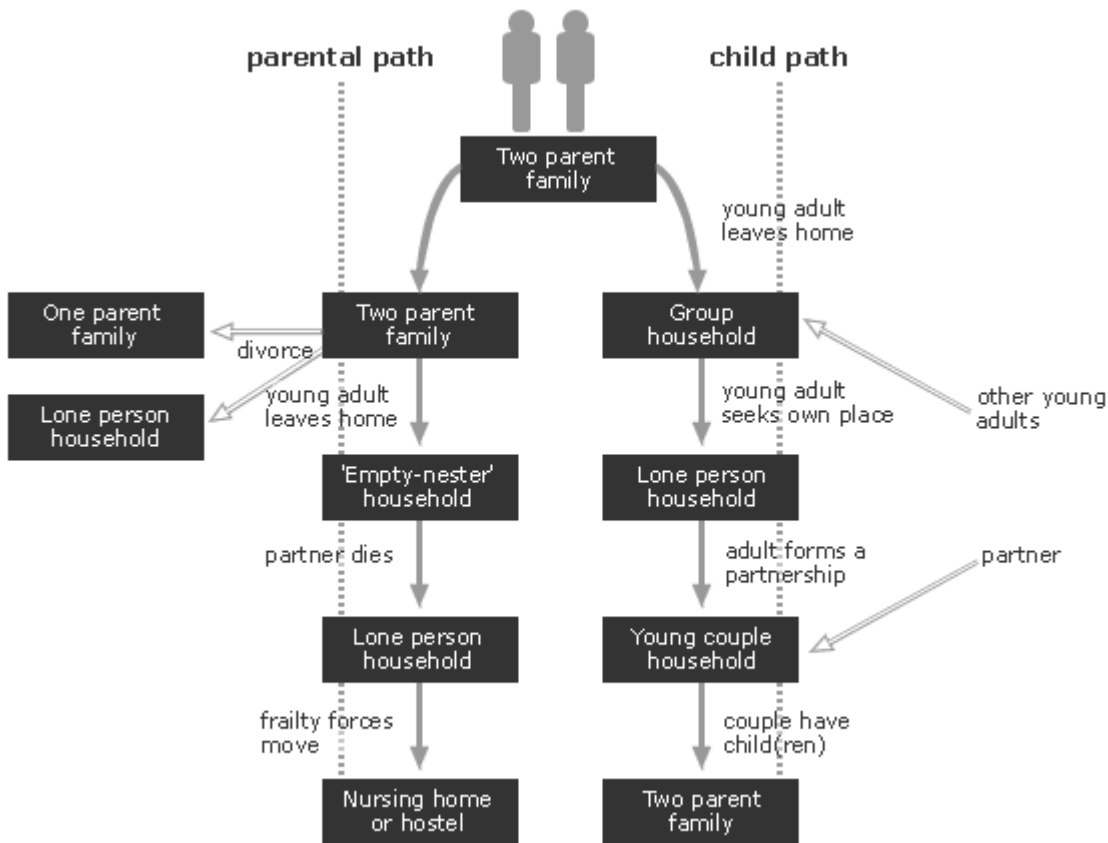 parental path
child path
Two parent
family
young adult
leaves home
One parent
family
Two parent
family
Group
household
divorce
Lone person
household
young adult
leaves home
young adult
seeks own place
other young
adults
'Empty-nester'
household
Lone person
household
partner dies
adult forms a
partnership
partner
Lone person
household
Young couple
household
frailty forces
move
couple have
child(ren)
Nursing home
or hostel
Two parent
family